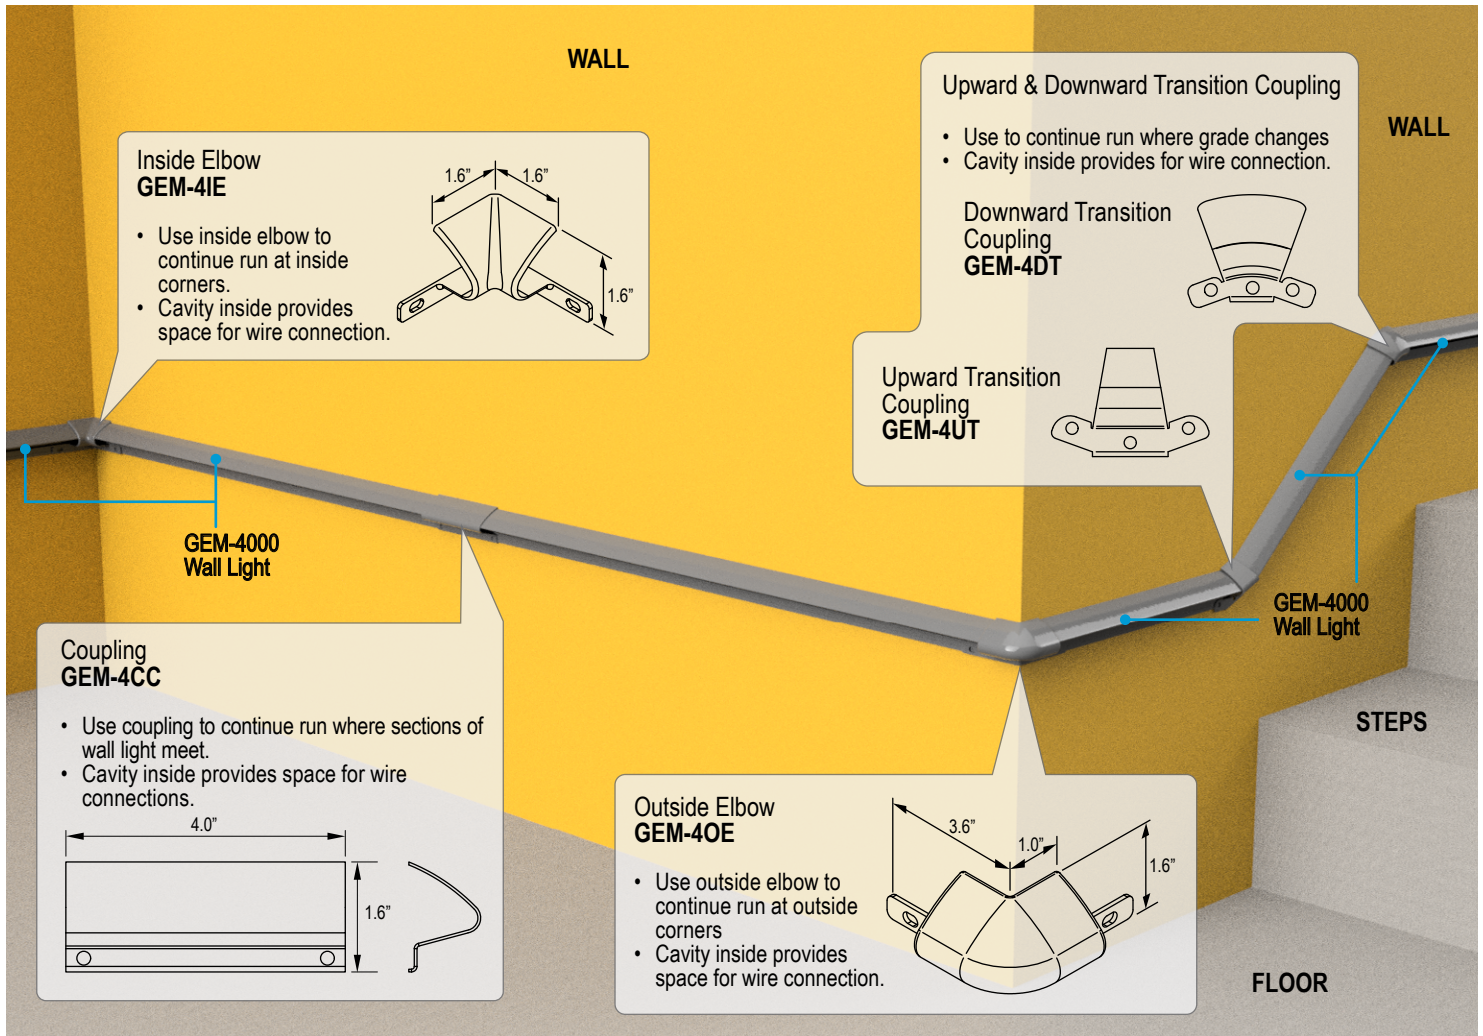 WALL
Inside Elbow
GEM-4IE
• Use inside elbow to
continue run at inside
corners.
• Cavity inside provides
space for wire connection.
1.6”
1.6”
1.6”
Upward & Downward Transition Coupling
• Use to continue run where grade changes
• Cavity inside provides for wire connection.
Downward Transition
Coupling
GEM-4DT
Upward Transition
Coupling
GEM-4UT
WALL
GEM-4000
Wall Light
GEM-4000
Wall Light
Coupling
GEM-4CC
• Use coupling to continue run where sections of
wall light meet.
• Cavity inside provides space for wire
connections.
4.0”
1.6”
Outside Elbow
GEM-4OE
• Use outside elbow to
continue run at outside
corners
• Cavity inside provides
space for wire connection.
3.6”
1.0”
1.6”
STEPS
FLOOR